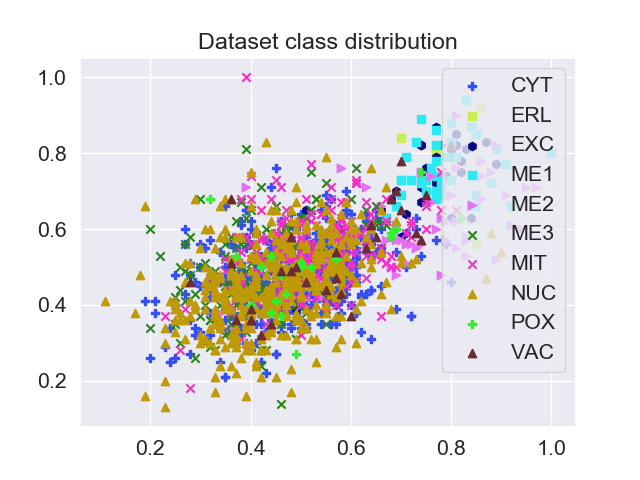 Dataset class distribution
1.0
0.8
0.6
0.4
0.2
0.2
0.4
0.6
0.8
1.0
CYT
ERL
EXC
ME1
ME2
ME3
MIT
NUC
POX
VAC